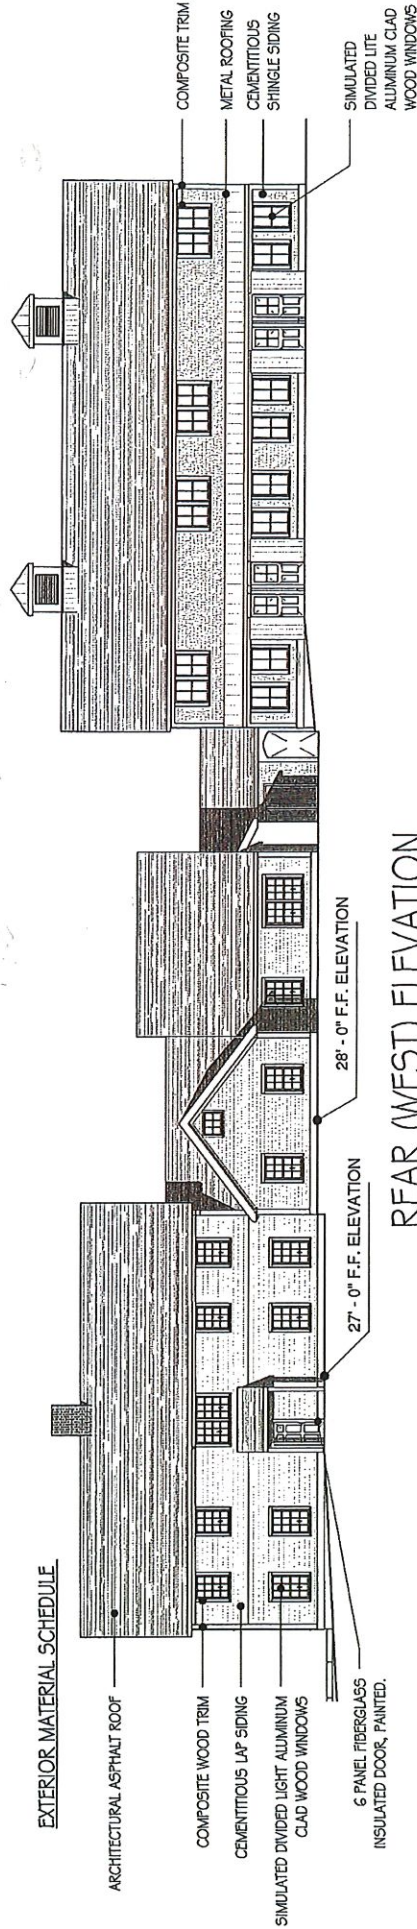 EXTERIOR MATERIAL SCHEDULE
ARCHITECTURAL ASPHALT ROOF
COMPOSITE WOOD TRIM
CEMENTITIOUS LAP SIDING
SIMULATED DIVIDED LIGHT ALUMINUM
CLAD WOOD WINDOWS
6 PANEL FIBERGLASS
INSULATED DOOR, PAINTED.
27' - 0" F.F. ELEVATION
28' - 0" F.F. ELEVATION
REAR (WEST) ELEVATION
COMPOSITE TRIM
METAL ROOFING
CEMENTITIOUS
SHINGLE SIDING
SIMULATED
DIVIDED LITE
ALUMINUM CLAD
WOOD WINDOWS